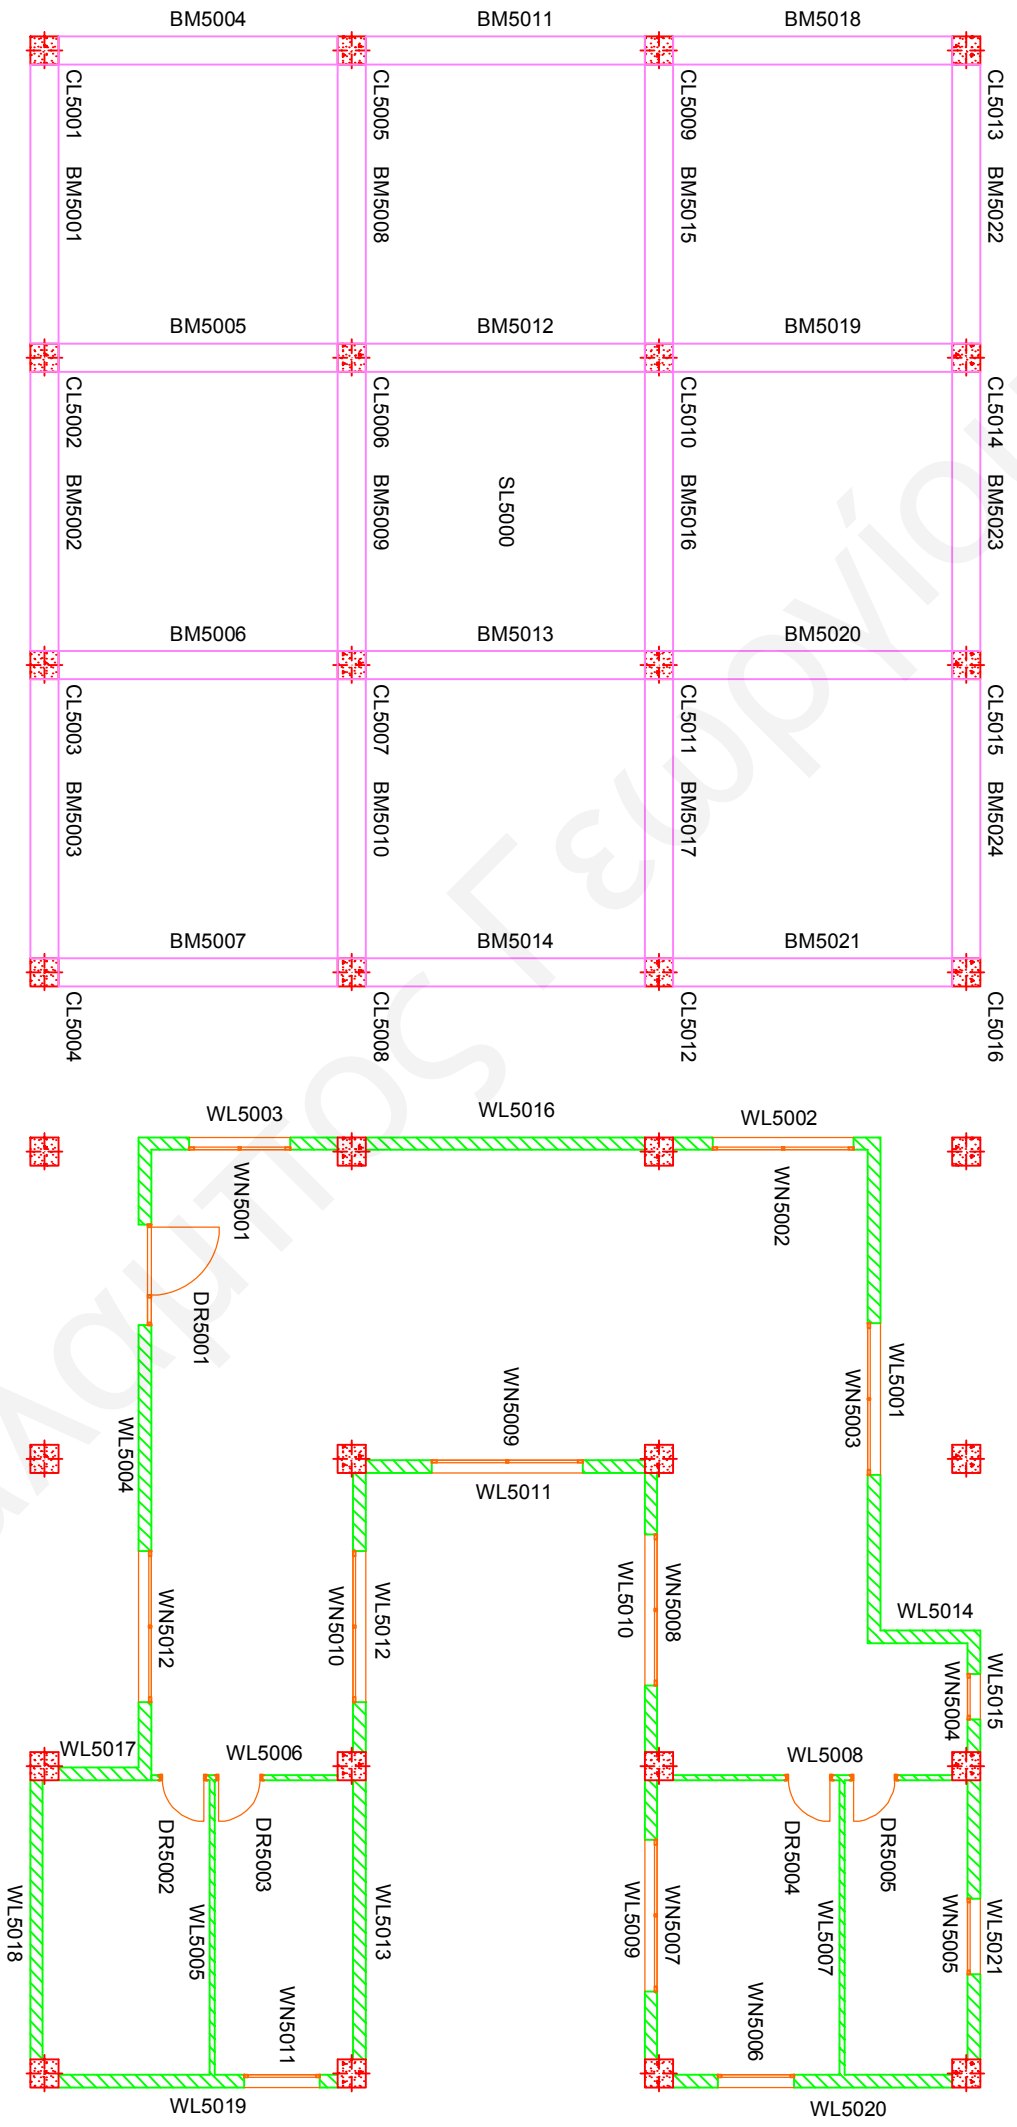 BM5004 BM5011 BM5018
CL5001 CL5005 CL5009 CL5013
BM5001 BM5008 BM5015 BM5022
BM5005 BM5012 BM5019
CL5002 CL5006 CL5010 CL5014
BM5002 BM5009 SL5000 BM5016 BM5023
BM5006 BM5013 BM5020
CL5003 CL5007 CL5011 CL5015
BM5003 BM5010 BM5017 BM5024
BM5007 BM5014 BM5021
CL5004 CL5008 CL5012 CL5016
WL5003 WL5016 WL5002
WN5001 WN5002
DR5001
WN5003 WL5001
WL5004
WN5009
WL5011
WN5012 WN5010 WL5012 WL5010 WN5008
WL5014
WN5004 WL5015
WL5017 WL5006 WL5008
DR5002 DR5003 DR5004 DR5005
WL5018 WL5005 WL5013 WL5009 WN5007 WL5007 WN5005 WL5021
WN5011 WN5006
WL5019 WL5020
Γεωργίου